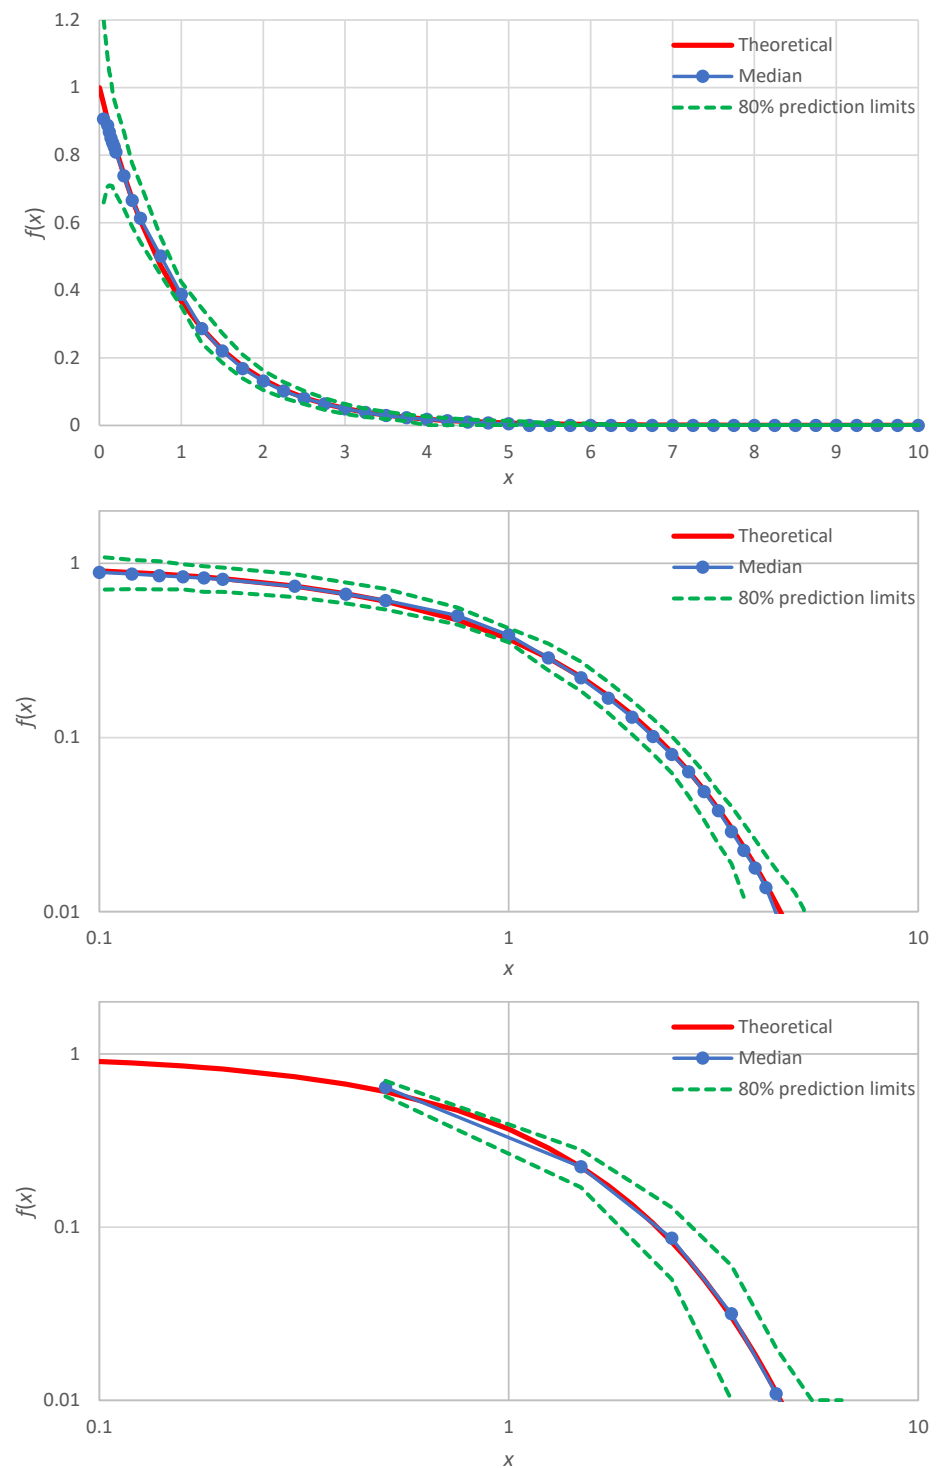 1.2
1
0.8
0.6
0.4
0.2
0
f(x)
Theoretical
Median
80% prediction limits
0 1 2 3 4 5 6 7 8 9 10
x
1
0.1
0.01
f(x)
Theoretical
Median
80% prediction limits
0.1 1 10
x
1
0.1
0.01
f(x)
Theoretical
Median
80% prediction limits
0.1 1 10
x